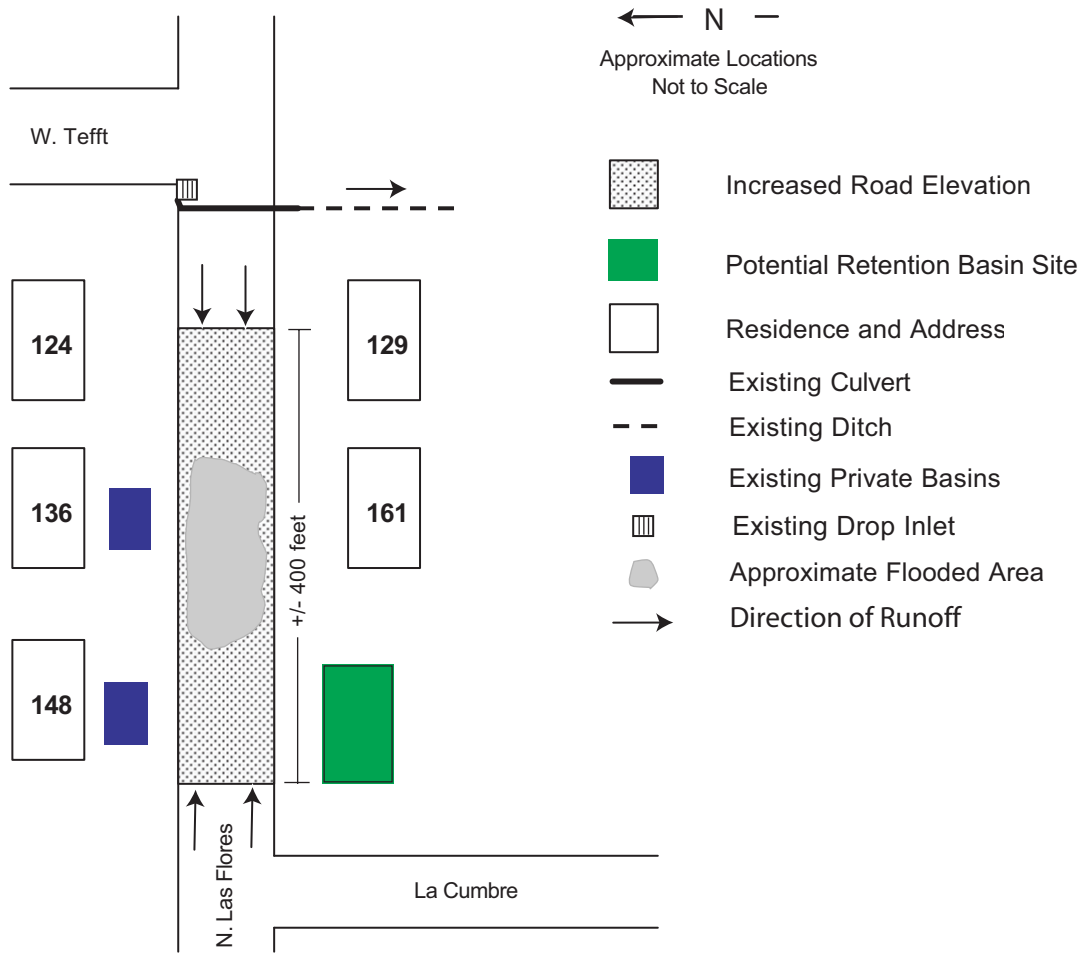 N
Approximate Locations
Not to Scale
W. Tefft
Increased Road Elevation
Potential Retention Basin Site
124
129
Residence and Address
Existing Culvert
Existing Ditch
136
161
Existing Private Basins
Existing Drop Inlet
+/- 400 feet
Approximate Flooded Area
Direction of Runoff
148
N. Las Flores
La Cumbre